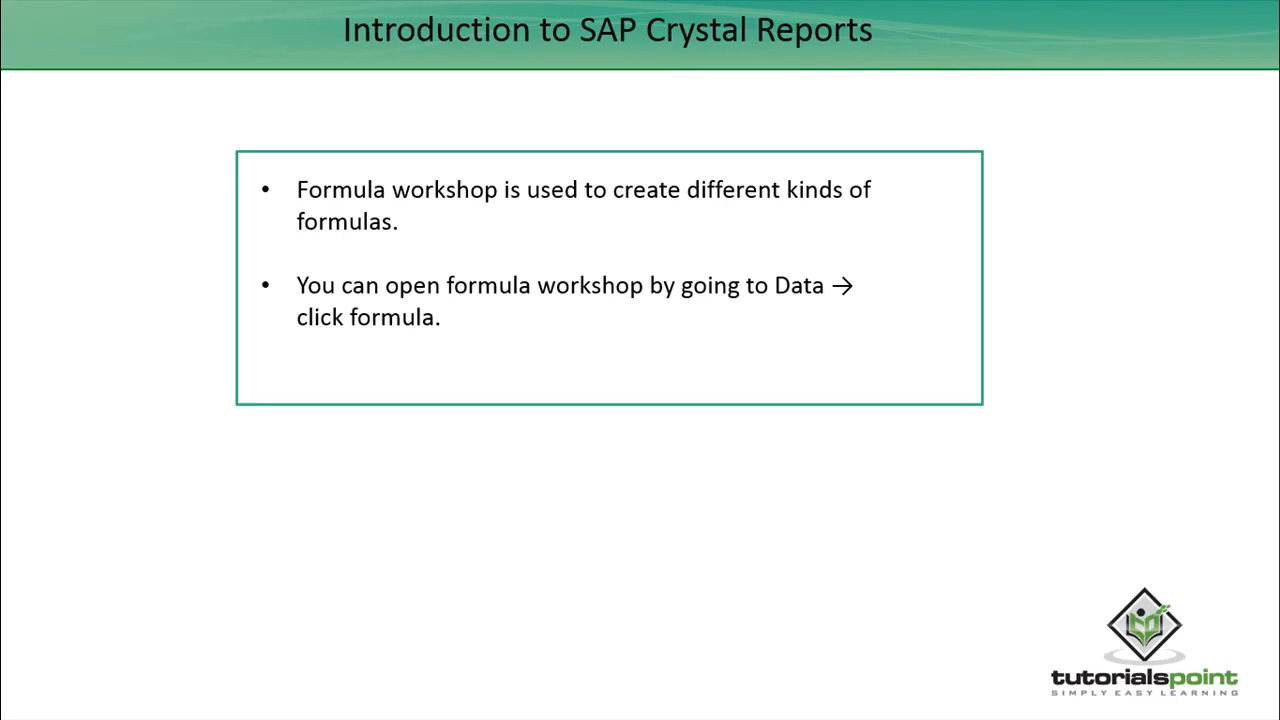 Introduction to SAP Crystal Reports
• Formula workshop is used to create different kinds of
formulas.
• You can open formula workshop by going to Data →
click formula.
tutorialspoint
SIMPLY EASY LEARNING